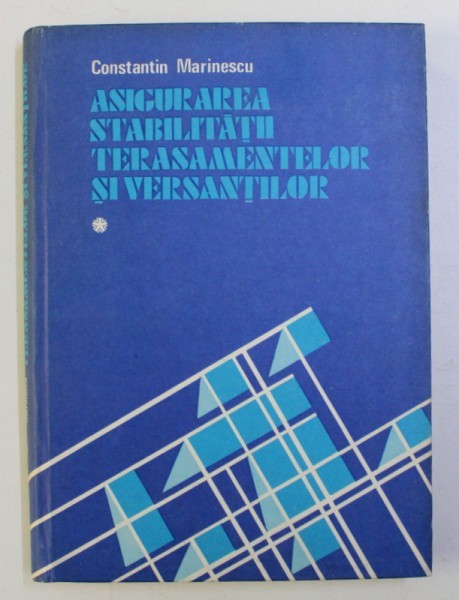 Constantin Marinescu
ASIGURAREA
STABILITĂȚII
TERASAMENTELOR
ȘI VERSANȚILOR
*